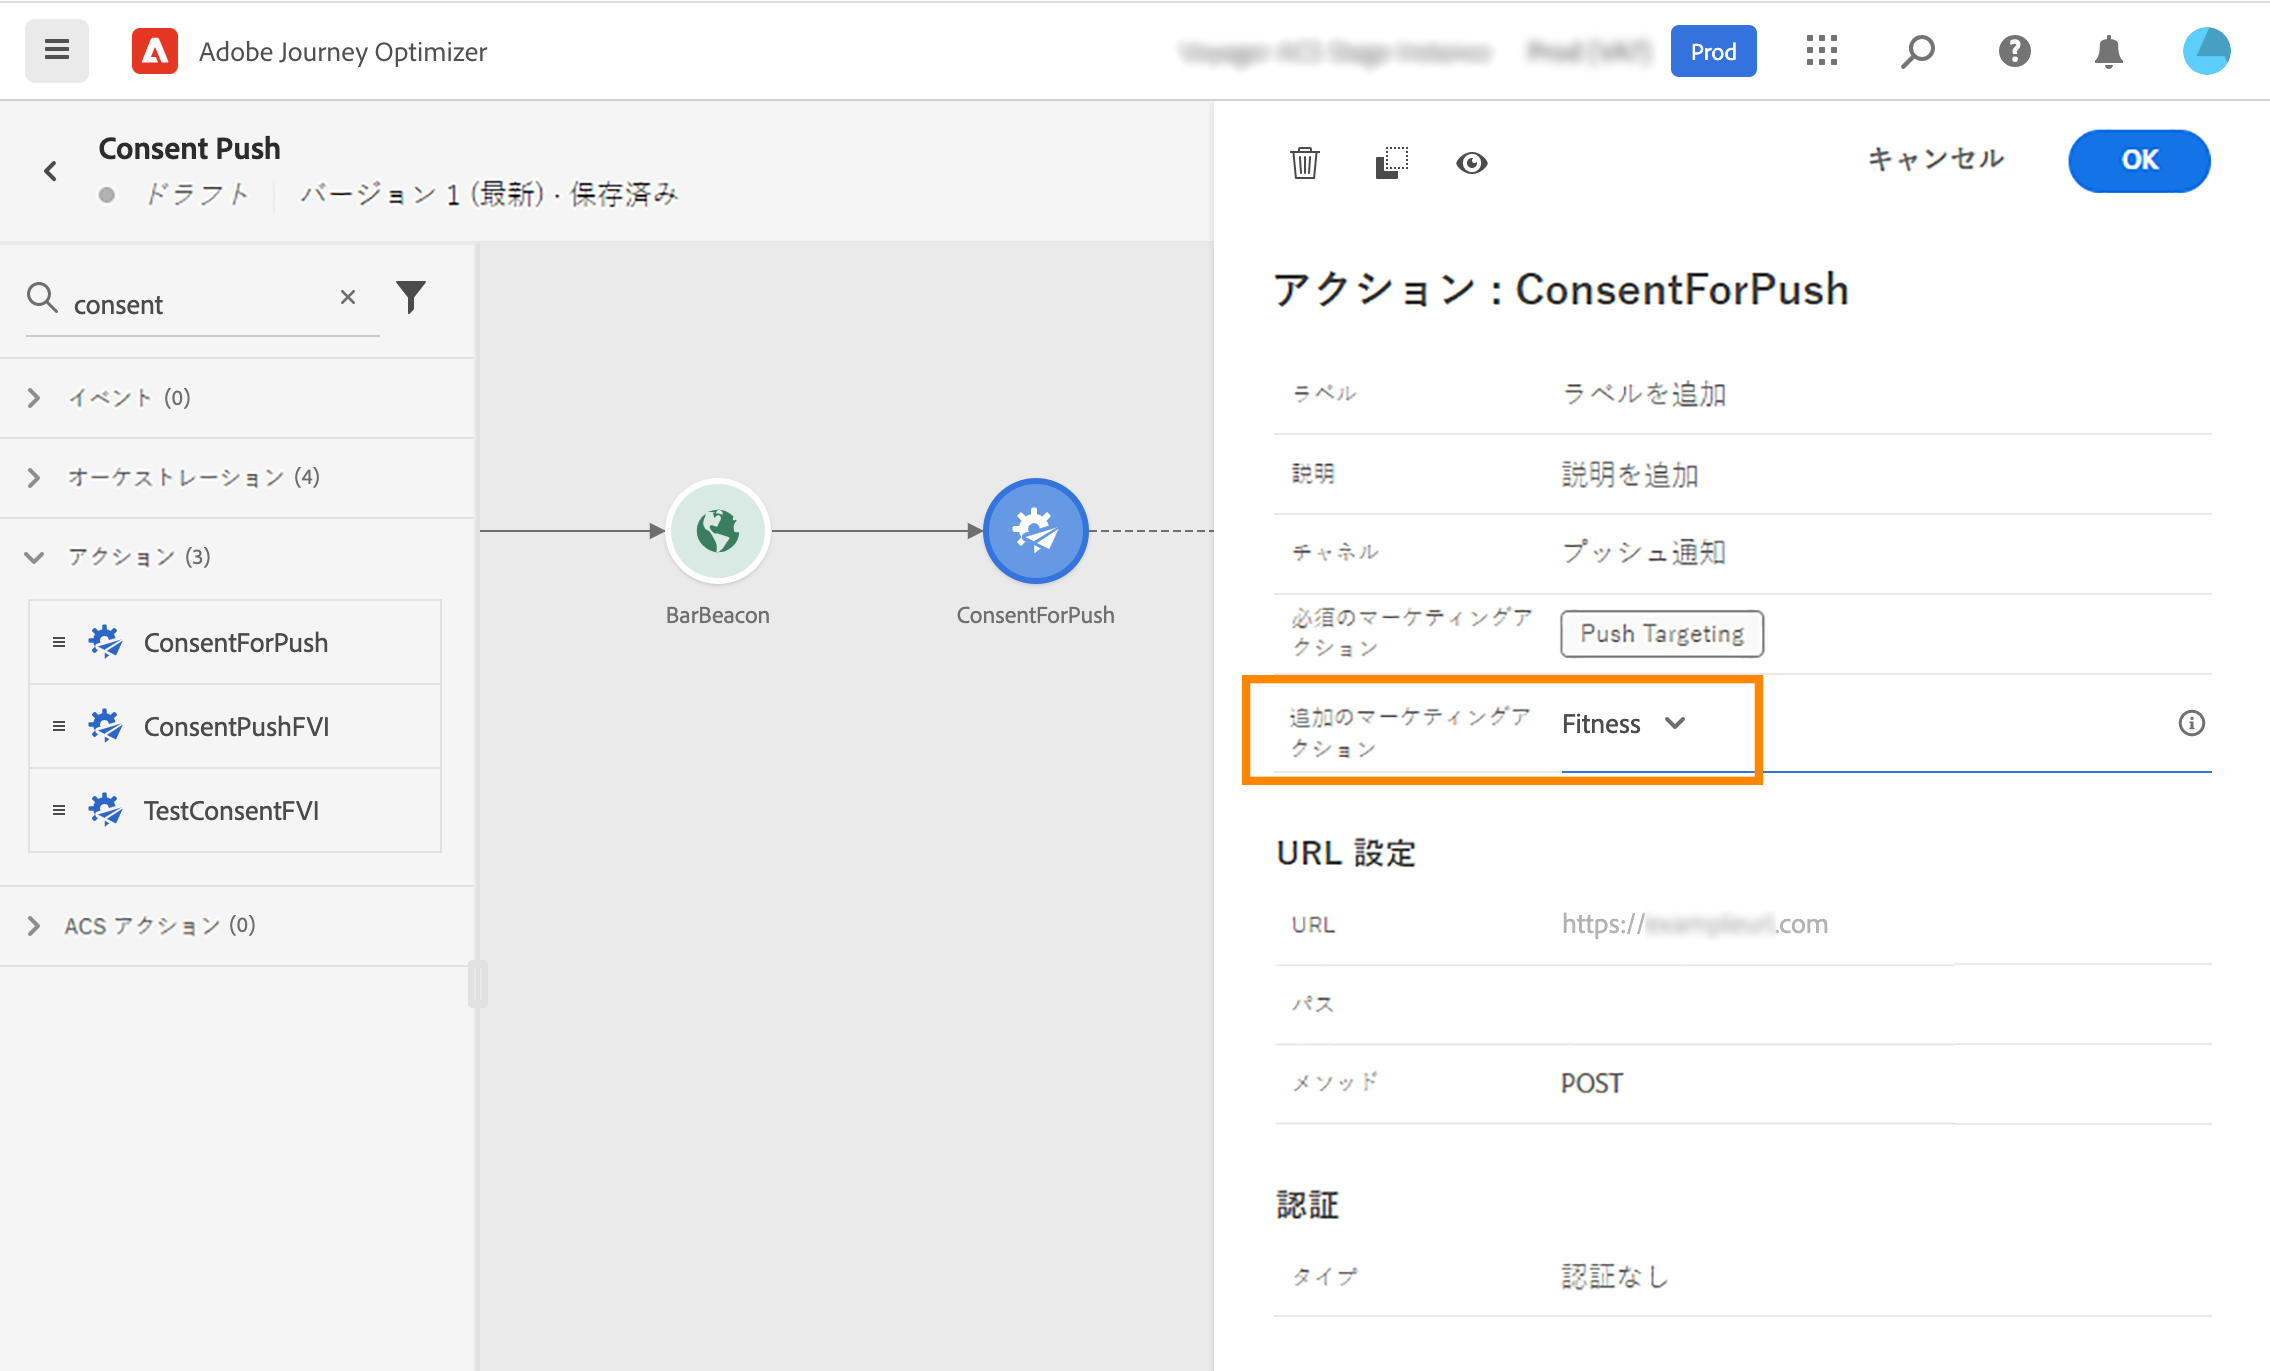 Adobe Journey Optimizer
Prod
Consent Push
ドラフト
バージョン 1 (最新) · 保存済み
consent
イベント (0)
オーケストレーション (4)
アクション (3)
ConsentForPush
ConsentPushFVI
TestConsentFVI
ACS アクション (0)
BarBeacon
ConsentForPush
キャンセル
OK
アクション : ConsentForPush
ラベル
ラベルを追加
説明
説明を追加
チャネル
プッシュ通知
必須のマーケティングア
クション
Push Targeting
追加のマーケティングア
クション
Fitness
URL 設定
URL
https://
.com
パス
メソッド
POST
認証
タイプ
認証なし